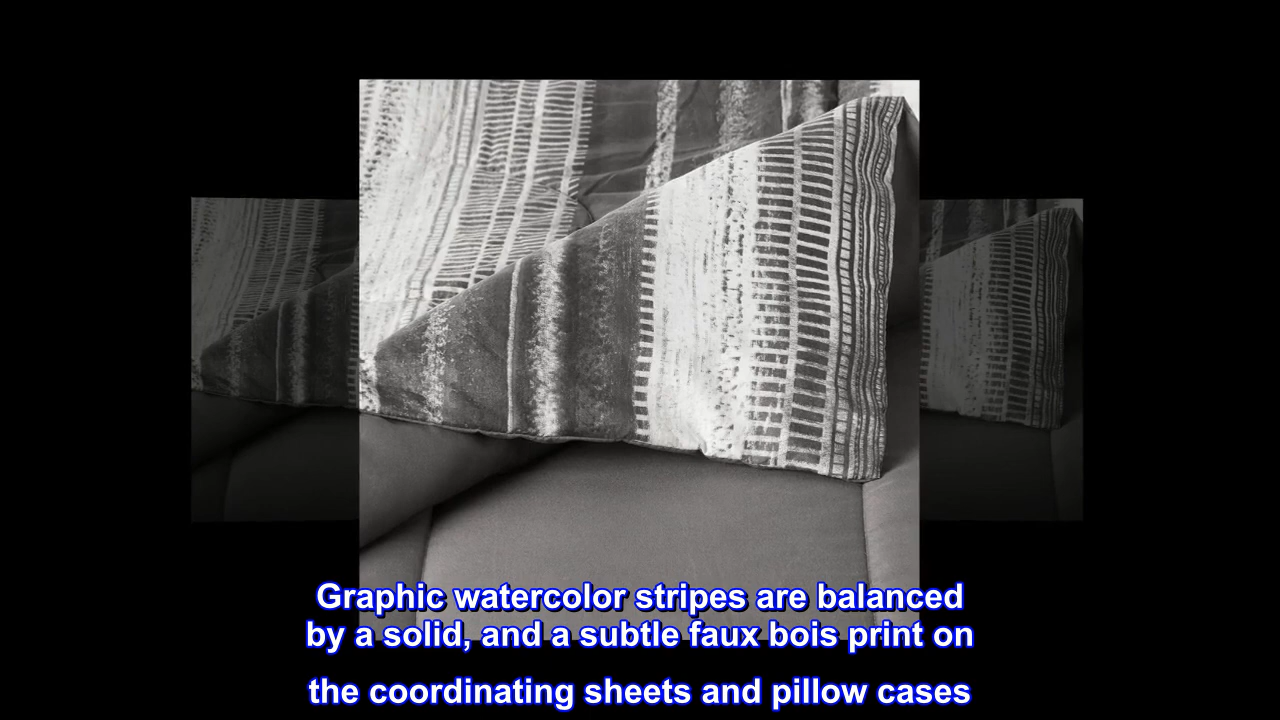 Graphic watercolor stripes are balanced
by a solid, and a subtle faux bois print on
the coordinating sheets and pillow cases